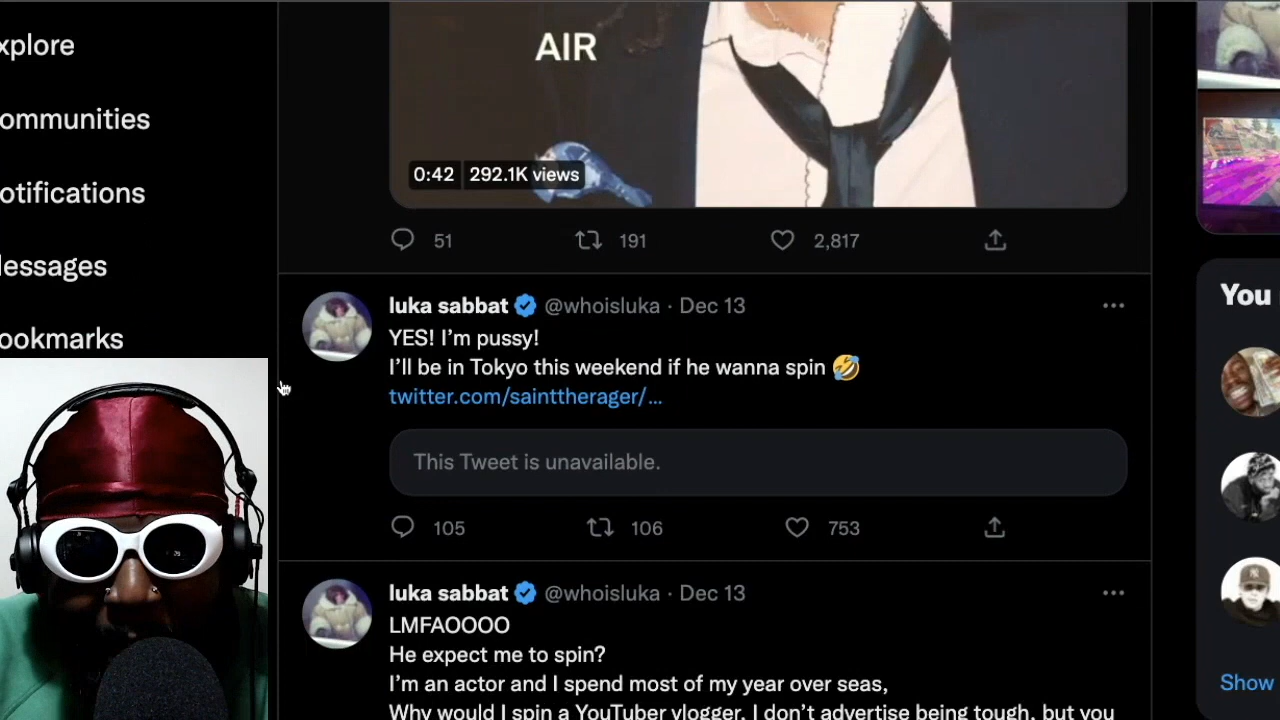 AIR
0:42 292.1K views
51 191 2,817
xplore
ommunities
otifications
essages
ookmarks
luka sabbat @whoisluka · Dec 13 ...
YES! I'm pussy!
I'll be in Tokyo this weekend if he wanna spin 🤣
twitter.com/sainttherager/...
This Tweet is unavailable.
105 106 753
luka sabbat @whoisluka · Dec 13 ...
LMFAOOOO
He expect me to spin?
I'm an actor and I spend most of my year over seas,
Why would I spin a YouTuber vlogger, I don't advertise being tough, but you
You
Show